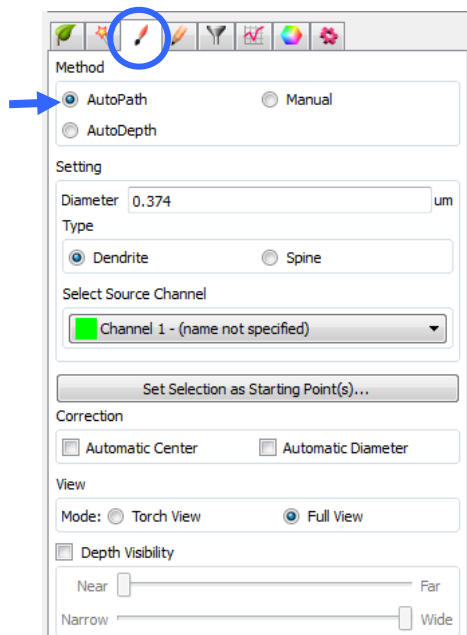 Method
AutoPath Manual
AutoDepth
Setting
Diameter 0.374 um
Type
Dendrite Spine
Select Source Channel
Channel 1 - (name not specified)
Set Selection as Starting Point(s)...
Correction
Automatic Center Automatic Diameter
View
Mode: Torch View Full View
Depth Visibility
Near Far
Narrow Wide